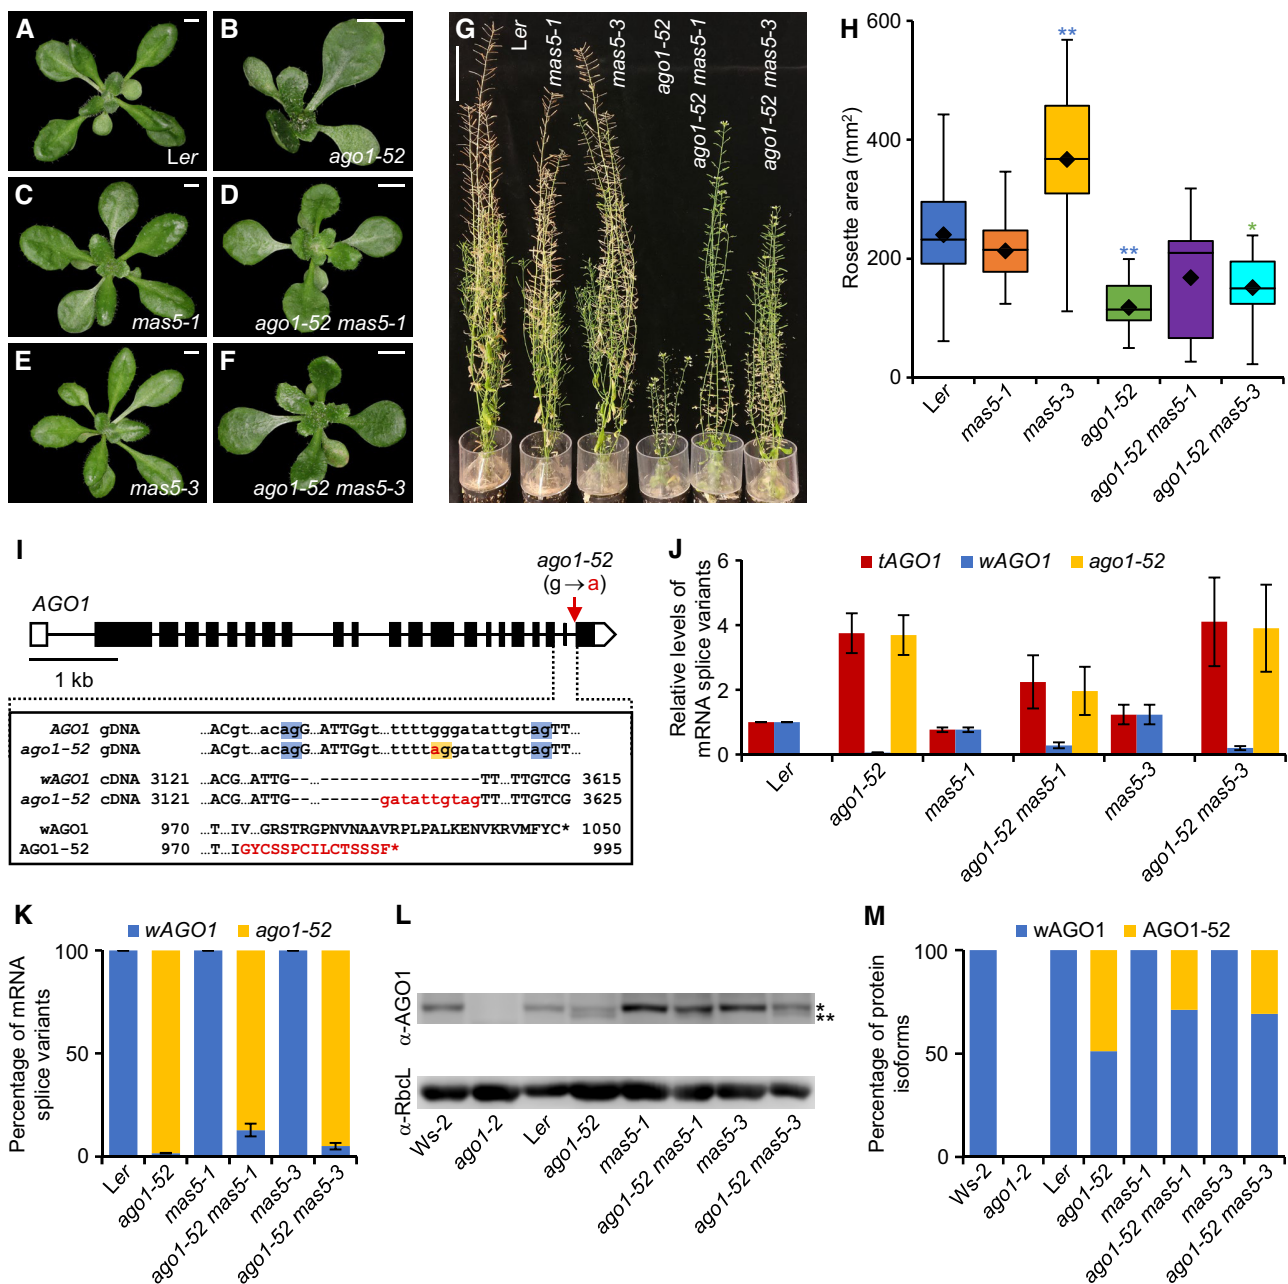 A
Ler
B
ago1-52
C
mas5-1
D
ago1-52 mas5-1
E
mas5-3
F
ago1-52 mas5-3
G
Ler
mas5-1
mas5-3
ago1-52
ago1-52 mas5-1
ago1-52 mas5-3
H
Rosette area (mm²)
600
400
200
0
**
**
*
Ler
mas5-1
mas5-3
ago1-52
ago1-52 mas5-1
ago1-52 mas5-3
I
ago1-52
(g→a)
AGO1
1 kb
AGO1 gDNA …ACgt…acagG…ATTGgt…ttttgggatattgtagTT…
ago1-52 gDNA …ACgt…acagG…ATTGgt…ttttaggatattgtagTT…
wAGO1 cDNA 3121 …ACG…ATTG--…------------------TT…TTGTCG 3615
ago1-52 cDNA 3121 …ACG…ATTG--…--------gatattgtagTT…TTGTCG 3625
wAGO1 970 …T…IV…GRSTRGPNVNAAVRPLPALKENVKRVMFYC* 1050
AGO1-52 970 …T…IGYCSSPCILCTSSSF* 995
J
Relative levels of
mRNA splice variants
tAGO1 wAGO1 ago1-52
6
4
2
0
Ler
ago1-52
mas5-1
ago1-52 mas5-1
mas5-3
ago1-52 mas5-3
K
wAGO1 ago1-52
Percentage of mRNA
splice variants
100
50
0
Ler
ago1-52
mas5-1
ago1-52 mas5-1
mas5-3
ago1-52 mas5-3
L
α-AGO1
*
**
α-RbcL
Ws-2
ago1-2
Ler
ago1-52
mas5-1
ago1-52 mas5-1
mas5-3
ago1-52 mas5-3
M
wAGO1 AGO1-52
Percentage of protein
isoforms
100
50
0
Ws-2
ago1-2
Ler
ago1-52
mas5-1
ago1-52 mas5-1
mas5-3
ago1-52 mas5-3